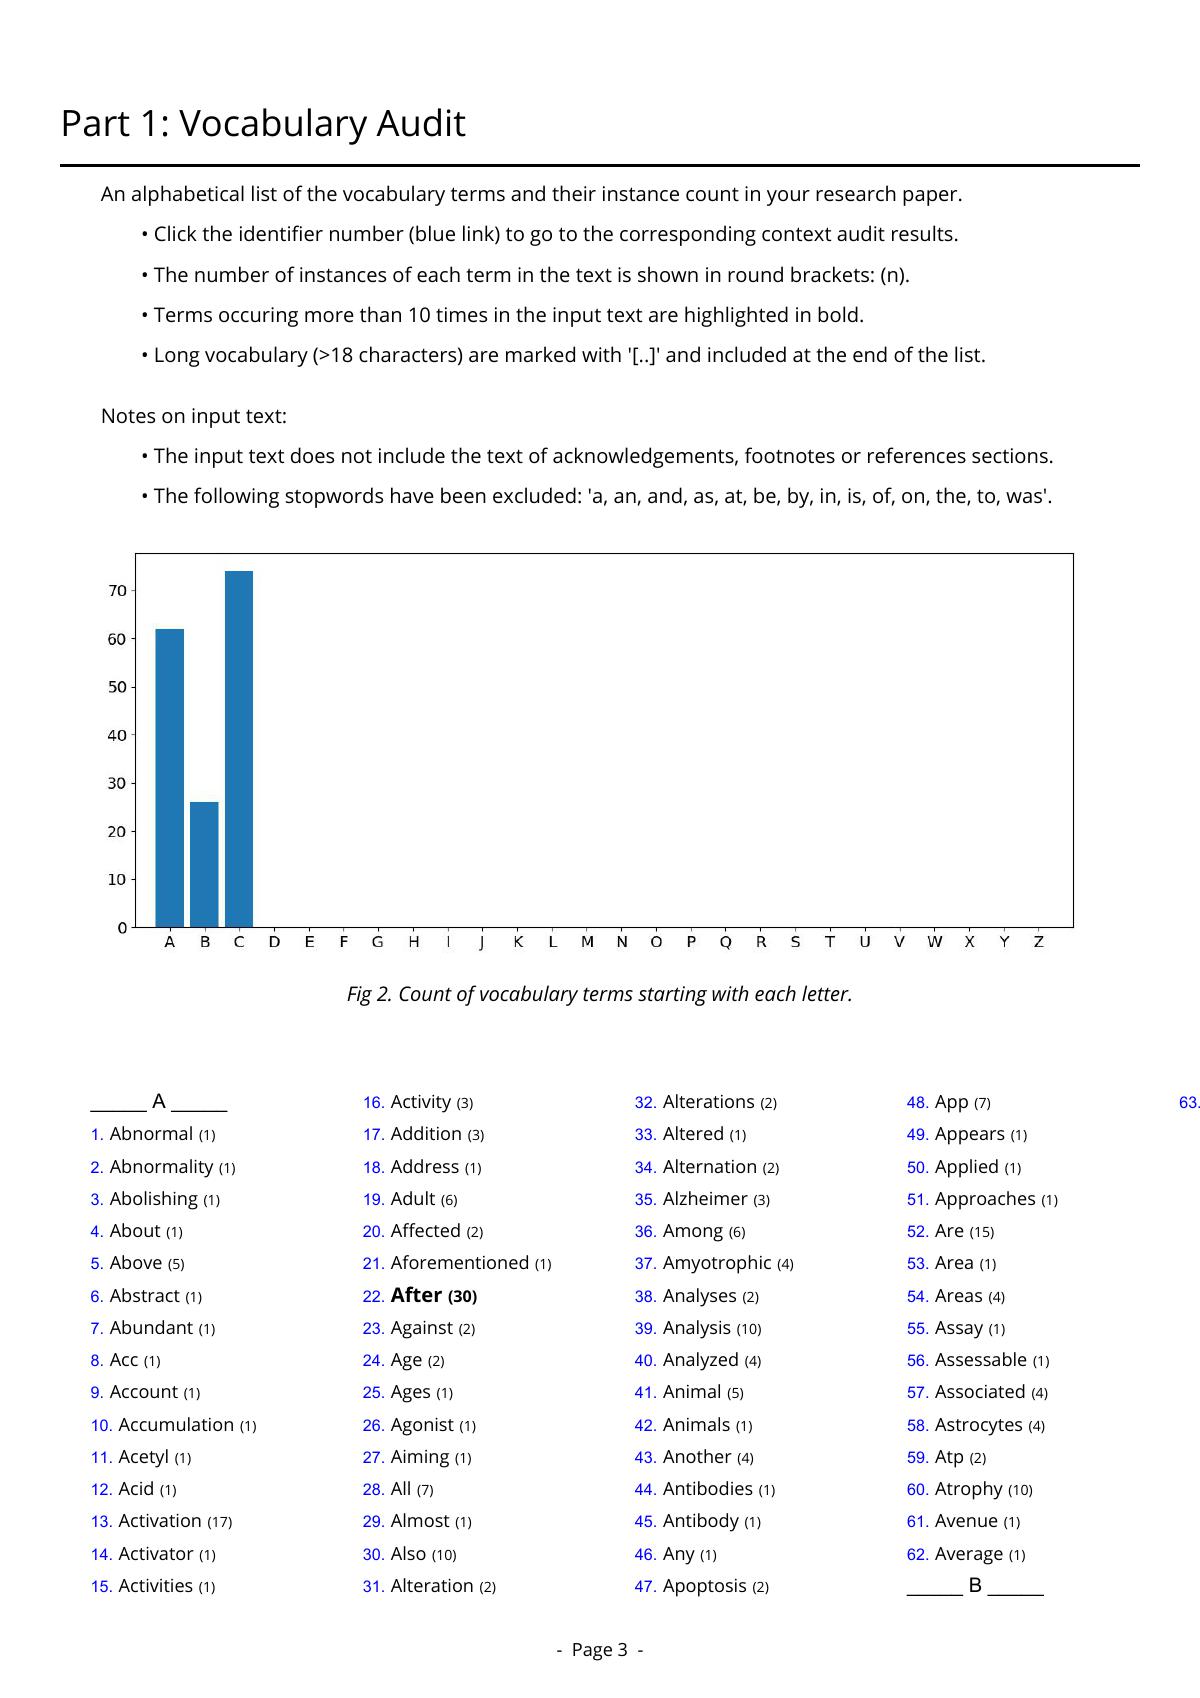 Part 1: Vocabulary Audit
An alphabetical list of the vocabulary terms and their instance count in your research paper.
• Click the identifier number (blue link) to go to the corresponding context audit results.
• The number of instances of each term in the text is shown in round brackets: (n).
• Terms occuring more than 10 times in the input text are highlighted in bold.
• Long vocabulary (>18 characters) are marked with '[..]' and included at the end of the list.
Notes on input text:
• The input text does not include the text of acknowledgements, footnotes or references sections.
• The following stopwords have been excluded: 'a, an, and, as, at, be, by, in, is, of, on, the, to, was'.
70
60
50
40
30
20
10
0
A B C D E F G H I J K L M N O P Q R S T U V W X Y Z
Fig 2. Count of vocabulary terms starting with each letter.
______ A ______
1. Abnormal (1)
2. Abnormality (1)
3. Abolishing (1)
4. About (1)
5. Above (5)
6. Abstract (1)
7. Abundant (1)
8. Acc (1)
9. Account (1)
10. Accumulation (1)
11. Acetyl (1)
12. Acid (1)
13. Activation (17)
14. Activator (1)
15. Activities (1)
16. Activity (3)
17. Addition (3)
18. Address (1)
19. Adult (6)
20. Affected (2)
21. Aforementioned (1)
22. After (30)
23. Against (2)
24. Age (2)
25. Ages (1)
26. Agonist (1)
27. Aiming (1)
28. All (7)
29. Almost (1)
30. Also (10)
31. Alteration (2)
32. Alterations (2)
33. Altered (1)
34. Alternation (2)
35. Alzheimer (3)
36. Among (6)
37. Amyotrophic (4)
38. Analyses (2)
39. Analysis (10)
40. Analyzed (4)
41. Animal (5)
42. Animals (1)
43. Another (4)
44. Antibodies (1)
45. Antibody (1)
46. Any (1)
47. Apoptosis (2)
48. App (7)
49. Appears (1)
50. Applied (1)
51. Approaches (1)
52. Are (15)
53. Area (1)
54. Areas (4)
55. Assay (1)
56. Assessable (1)
57. Associated (4)
58. Astrocytes (4)
59. Atp (2)
60. Atrophy (10)
61. Avenue (1)
62. Average (1)
______ B ______
63.
- Page 3 -